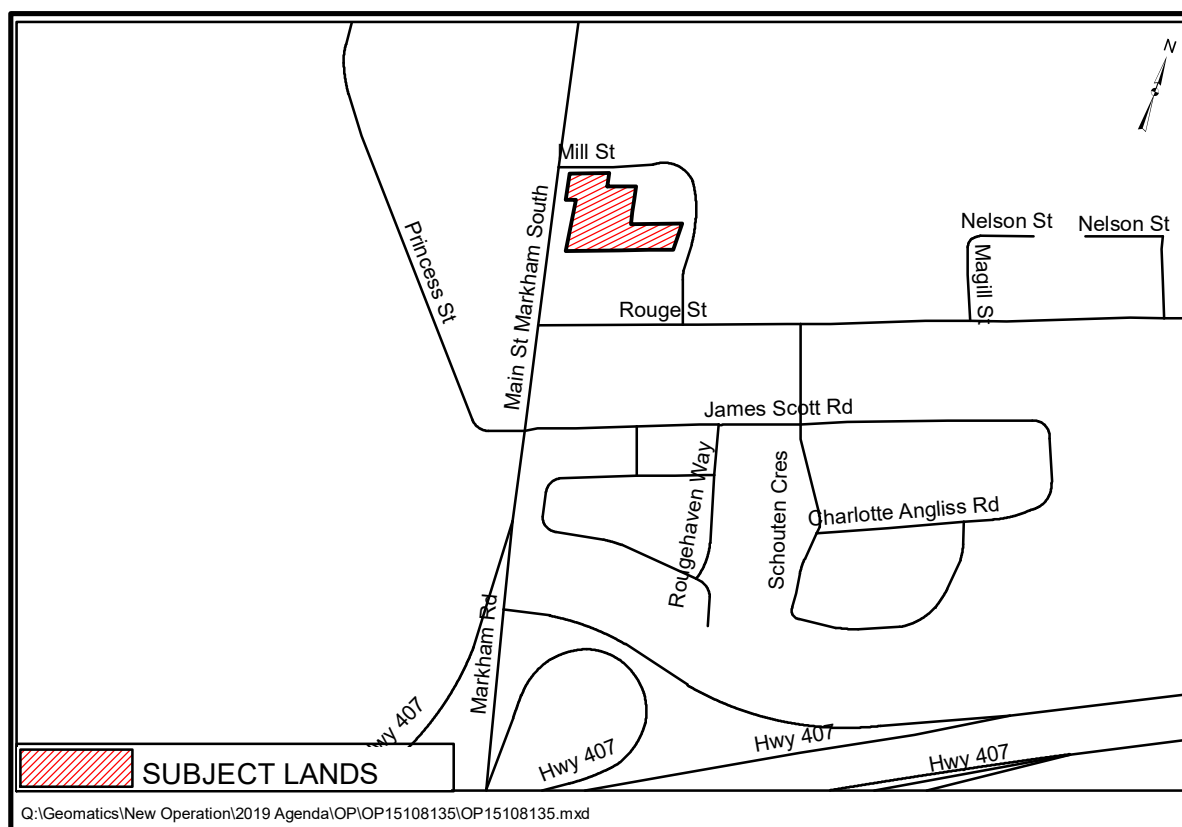 N
Mill St
Princess St
Main St Markham South
Nelson St
Nelson St
Magill St
Rouge St
James Scott Rd
Rougehaven Way
Schouten Cres
Charlotte Angliss Rd
Markham Rd
Hwy 407
Hwy 407
Hwy 407
Hwy 407
SUBJECT LANDS
Q:\Geomatics\New Operation\2019 Agenda\OP\OP15108135\OP15108135.mxd